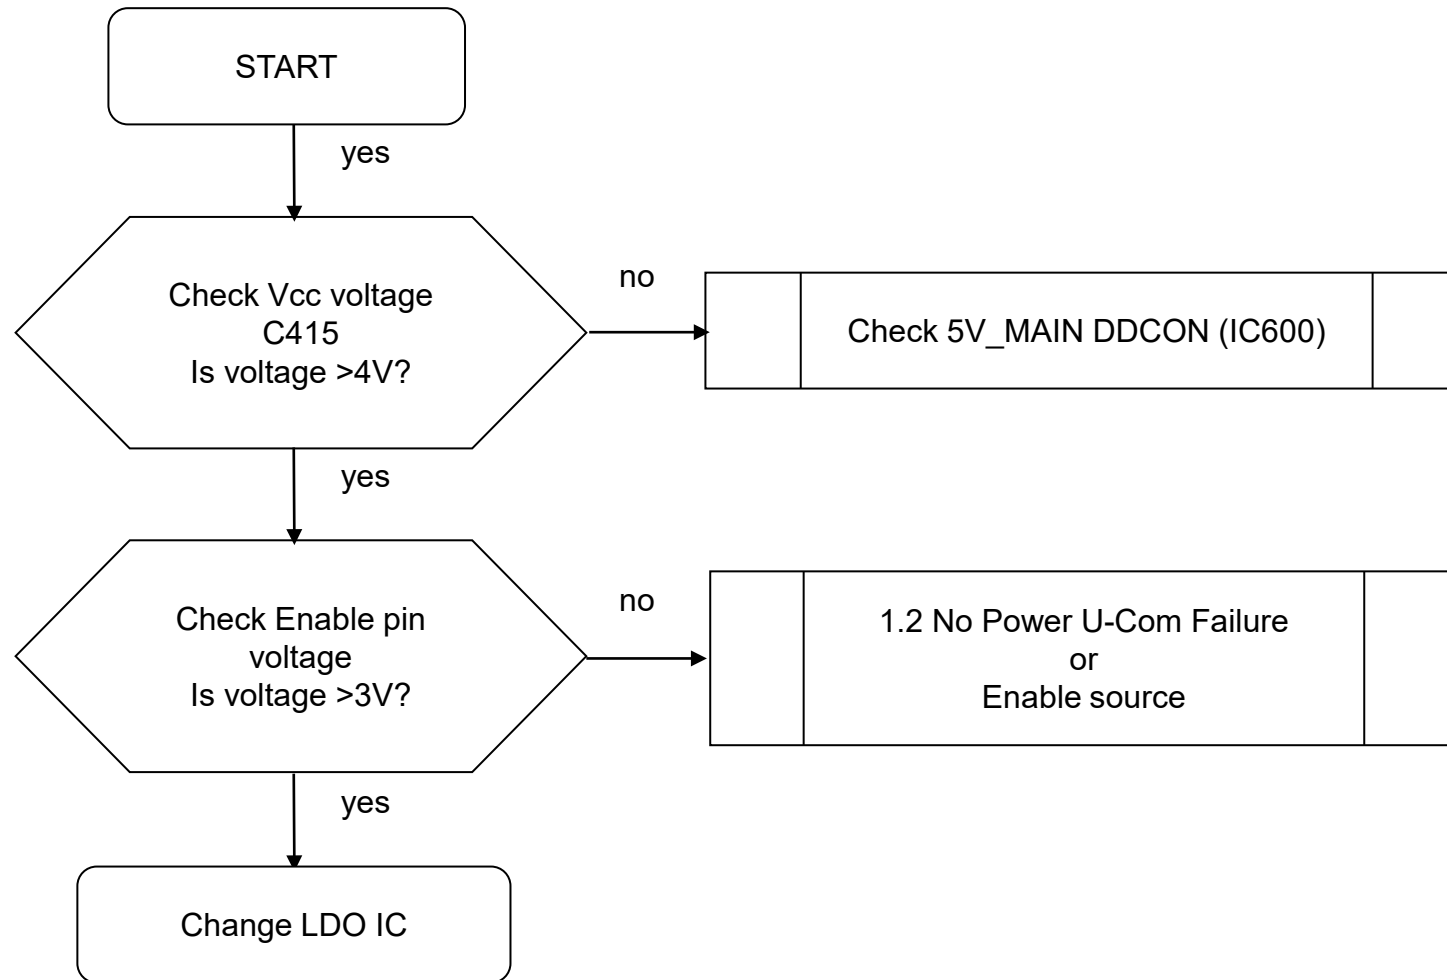 START
yes
Check Vcc voltage
C415
Is voltage >4V?
no
Check 5V_MAIN DDCON (IC600)
yes
Check Enable pin
voltage
Is voltage >3V?
no
1.2 No Power U-Com Failure
or
Enable source
yes
Change LDO IC